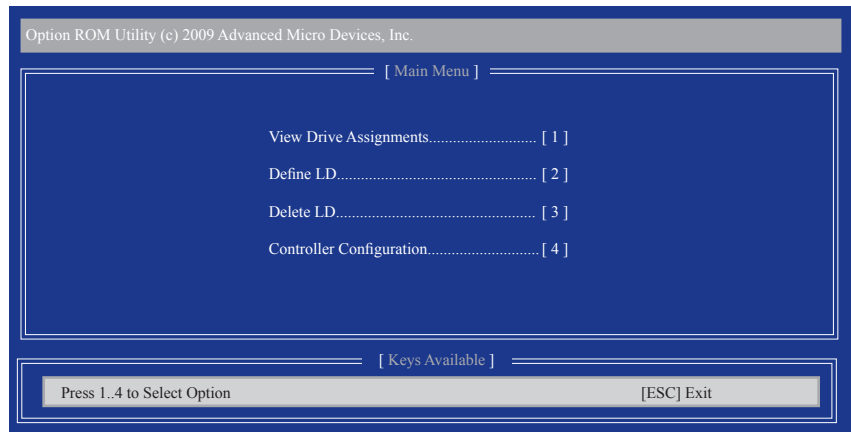 Option ROM Utility (c) 2009 Advanced Micro Devices, Inc.
[ Main Menu ]
View Drive Assignments........................... [ 1 ]
Define LD.................................................. [ 2 ]
Delete LD.................................................. [ 3 ]
Controller Configuration............................[ 4 ]
[ Keys Available ]
Press 1..4 to Select Option [ESC] Exit